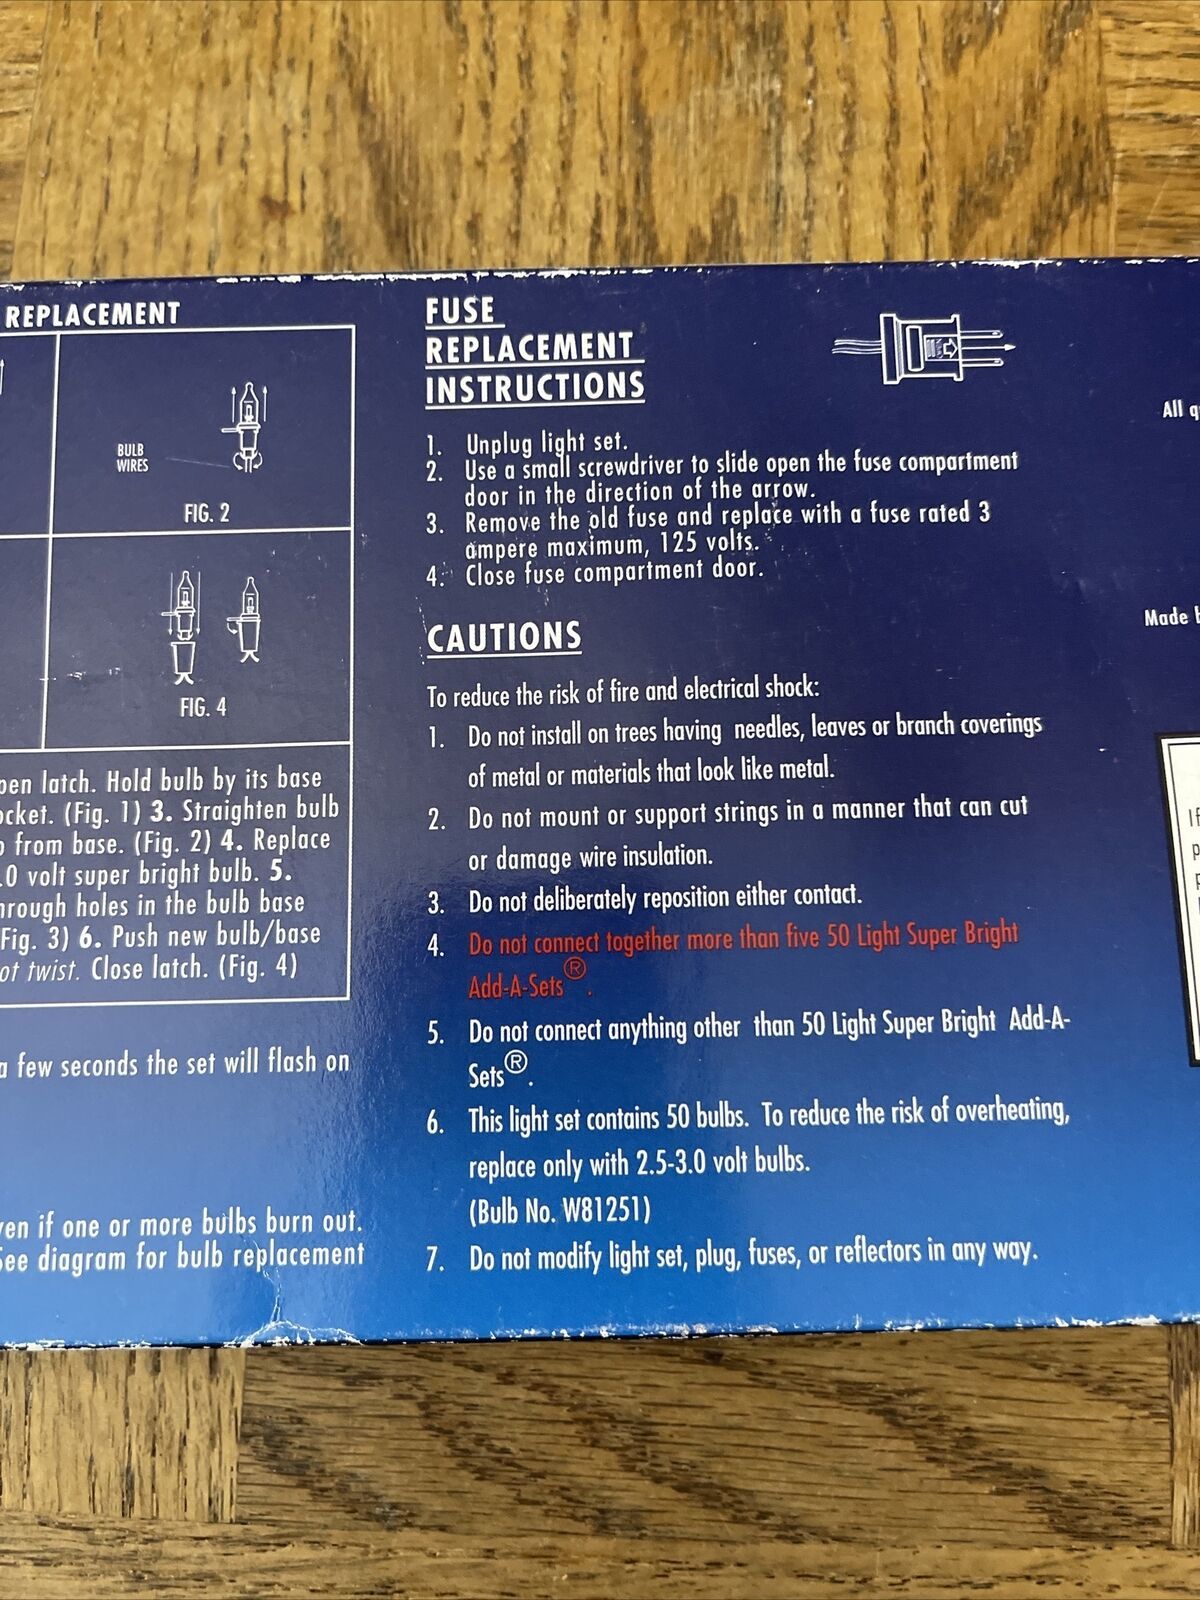 REPLACEMENT
BULB
WIRES
FIG. 2
FIG. 4
latch. Hold bulb by its base
(Fig. 1) 3. Straighten bulb
from base. (Fig. 2) 4. Replace
.0 volt super bright bulb. 5.
holes in the bulb base
Fig. 3) 6. Push new bulb/base
twist. Close latch. (Fig. 4)
a few seconds the set will flash on
if one or more bulbs burn out.
See diagram for bulb replacement
FUSE
REPLACEMENT
INSTRUCTIONS
1. Unplug light set.
2. Use a small screwdriver to slide open the fuse compartment
door in the direction of the arrow.
3. Remove the old fuse and replace with a fuse rated 3
ampere maximum, 125 volts.
4. Close fuse compartment door.
CAUTIONS
To reduce the risk of fire and electrical shock:
1. Do not install on trees having needles, leaves or branch coverings
of metal or materials that look like metal.
2. Do not mount or support strings in a manner that can cut
or damage wire insulation.
3. Do not deliberately reposition either contact.
4. Do not connect together more than five 50 Light Super Bright
Add-A-Sets®.
5. Do not connect anything other than 50 Light Super Bright Add-A-
Sets®.
6. This light set contains 50 bulbs. To reduce the risk of overheating,
replace only with 2.5-3.0 volt bulbs.
(Bulb No. W81251)
7. Do not modify light set, plug, fuses, or reflectors in any way.
All
Made
If